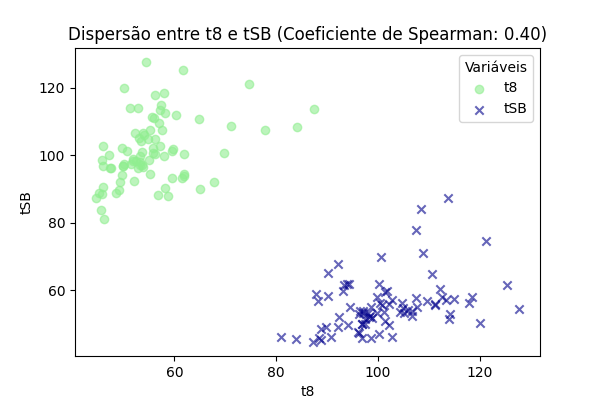 Dispersão entre t8 e tSB (Coeficiente de Spearman: 0.40)
Variáveis
t8
tSB
120
100
80
60
tSB
60 80 100 120
t8